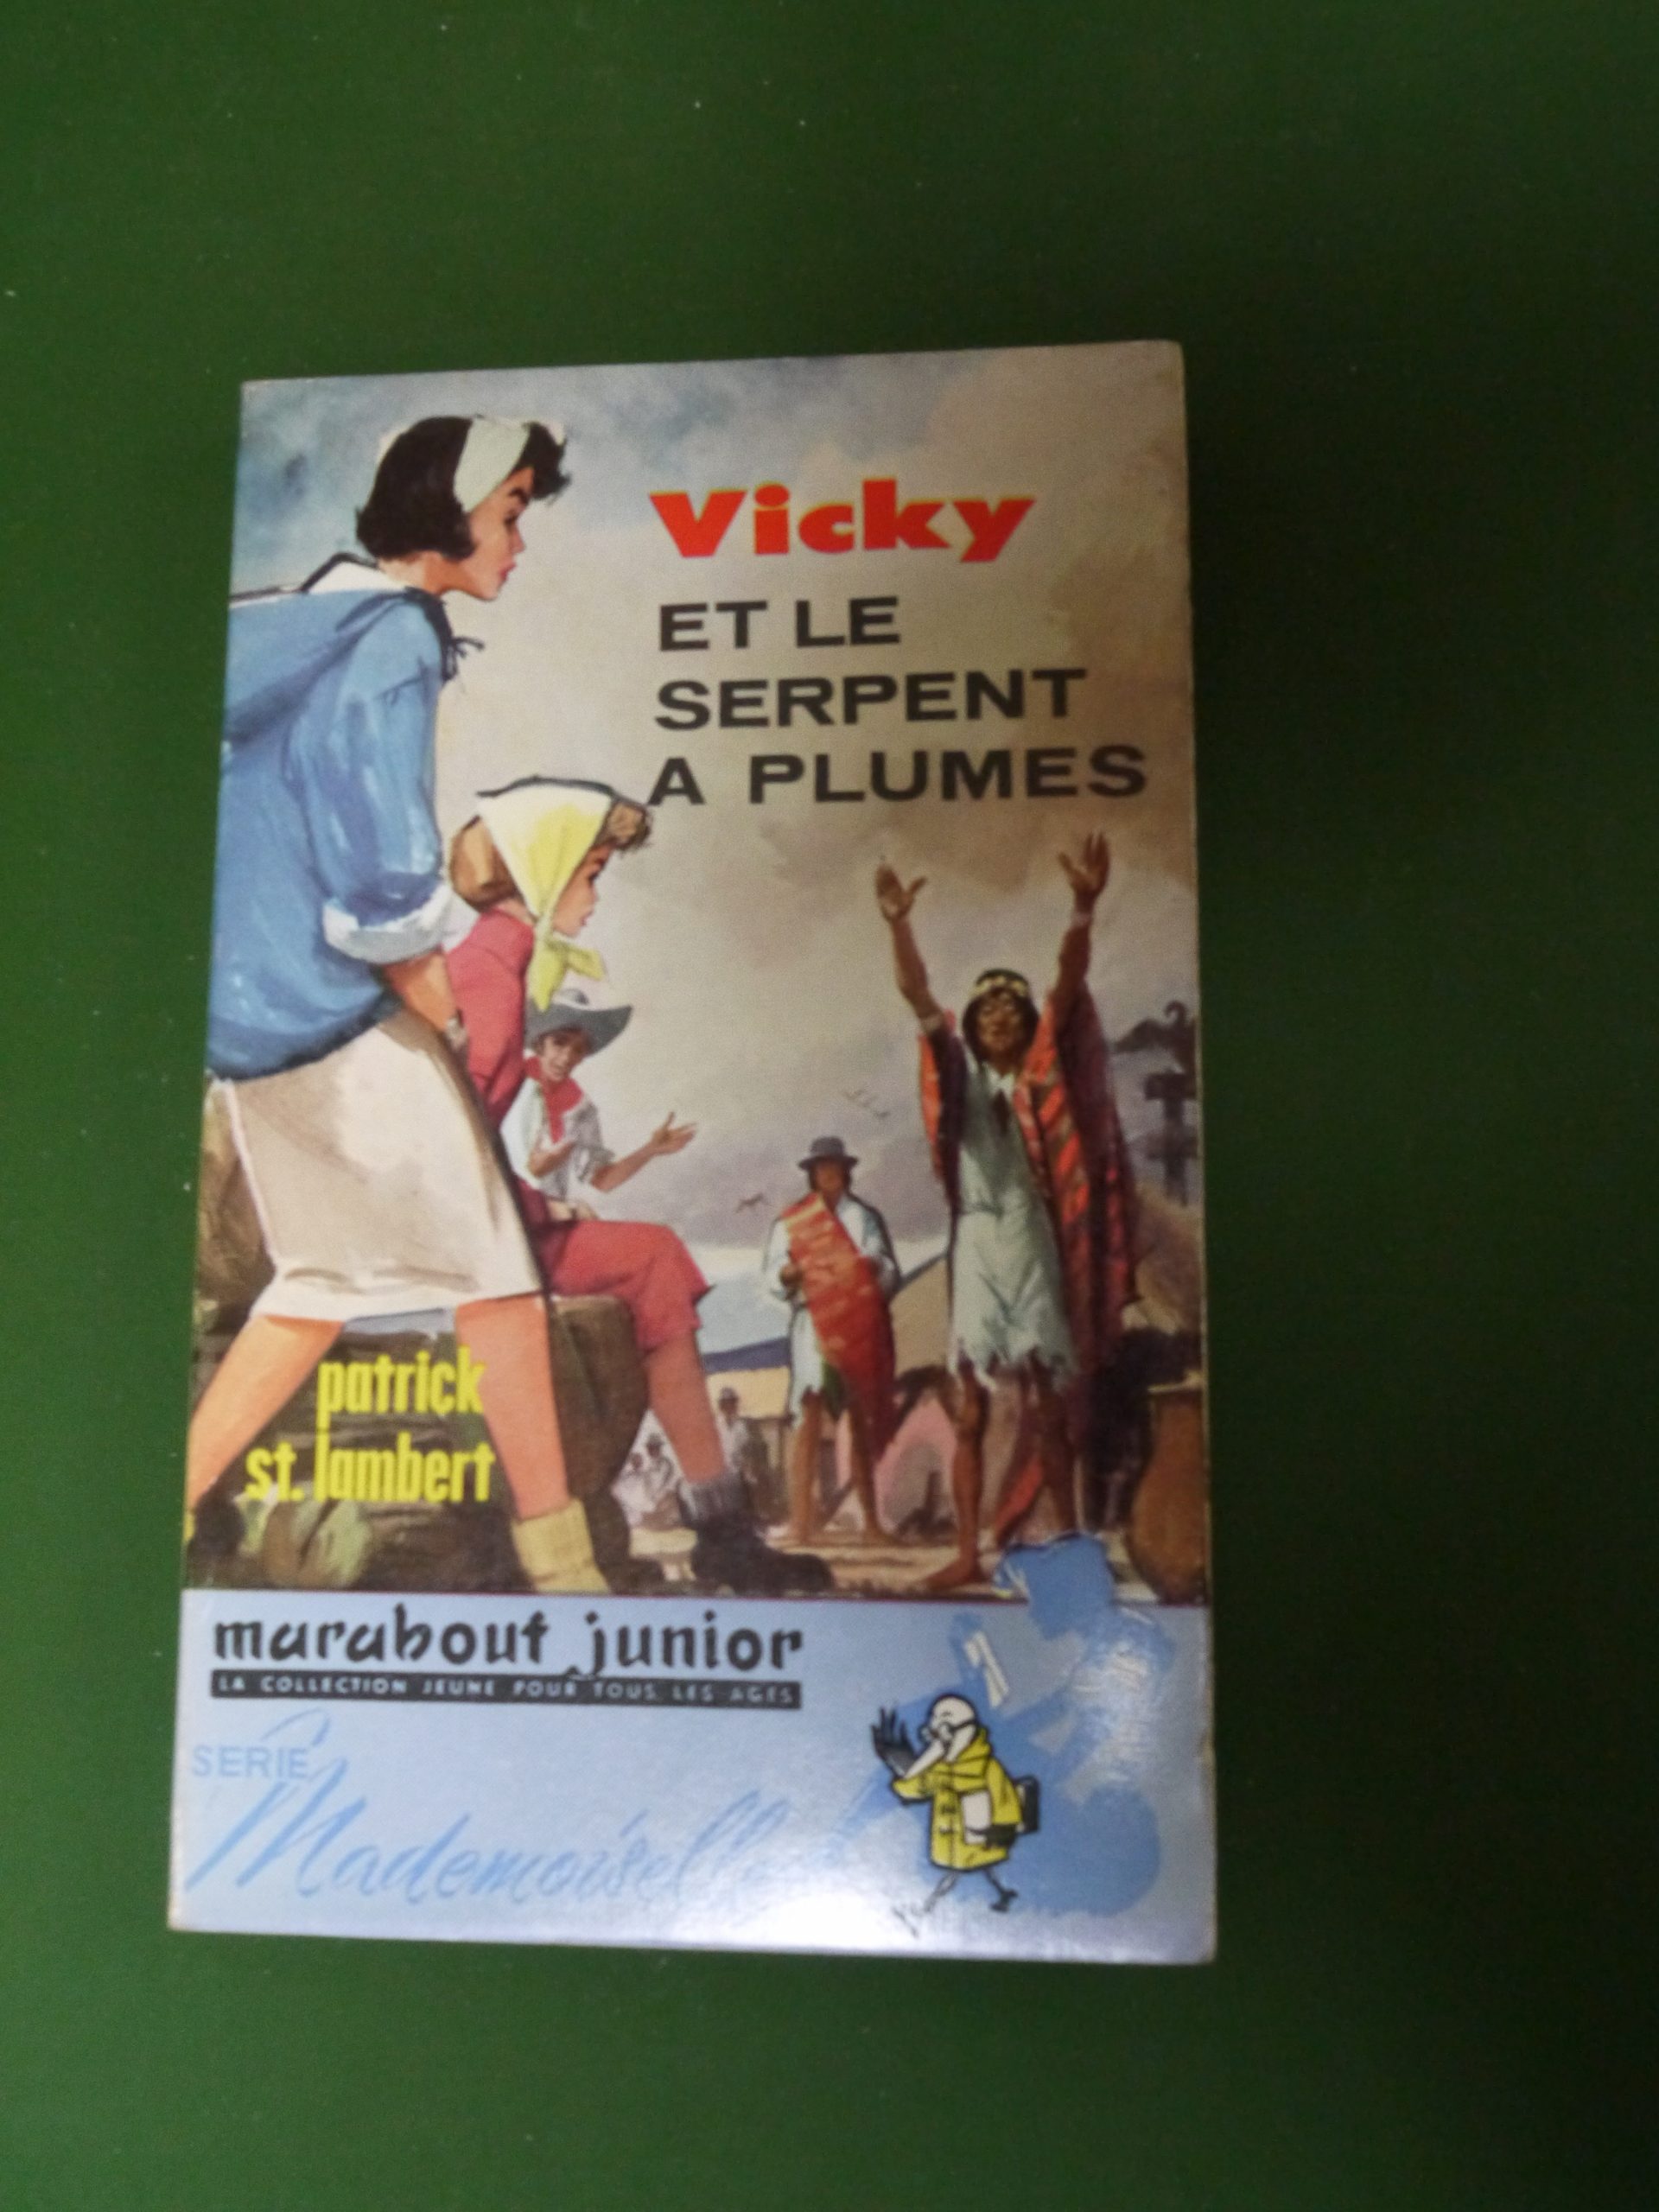 Vicky
ET LE
SERPENT
A PLUMES
patrick
st. lambert
marabout junior
LA COLLECTION JEUNE POUR TOUS LES AGES
SERIE
Mademoiselle